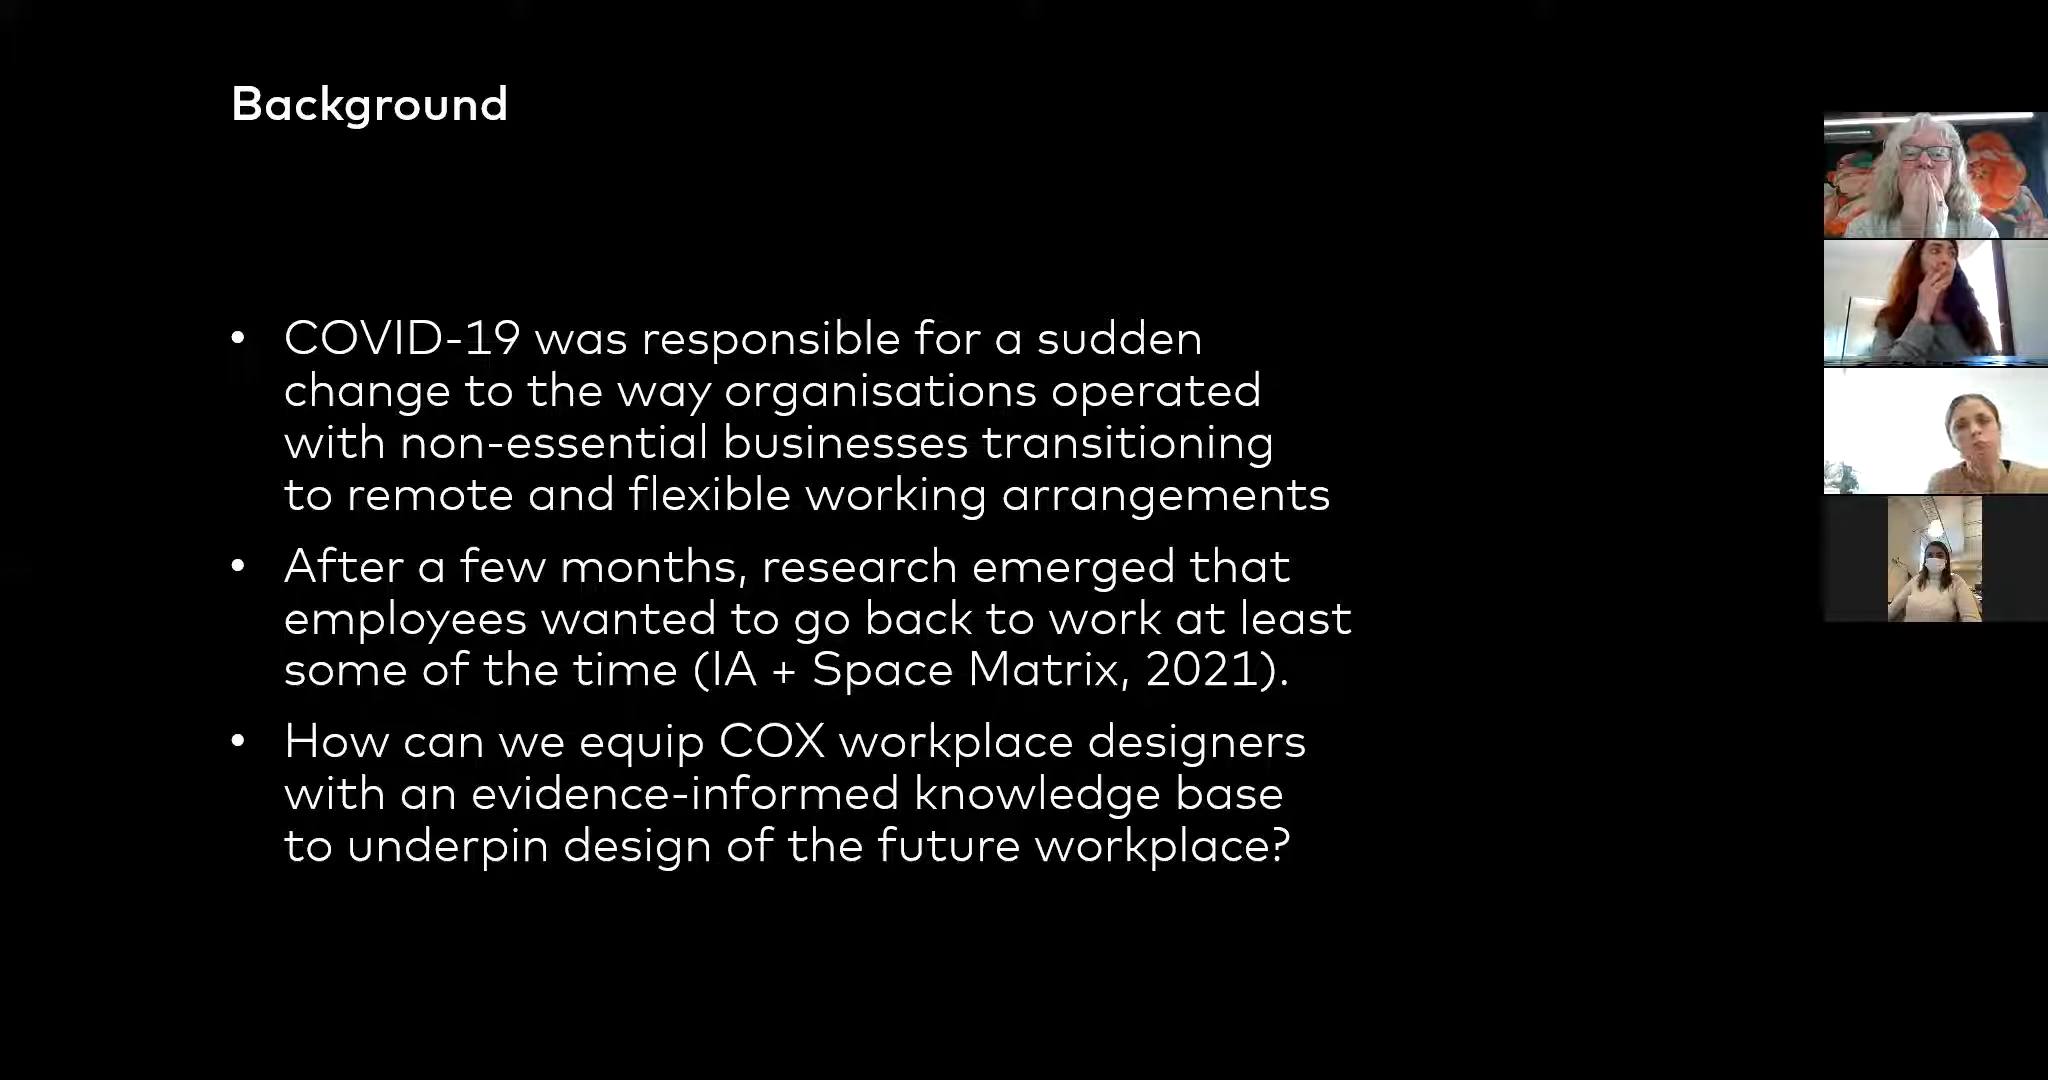 Background
• COVID-19 was responsible for a sudden
change to the way organisations operated
with non-essential businesses transitioning
to remote and flexible working arrangements
• After a few months, research emerged that
employees wanted to go back to work at least
some of the time (IA + Space Matrix, 2021).
• How can we equip COX workplace designers
with an evidence-informed knowledge base
to underpin design of the future workplace?